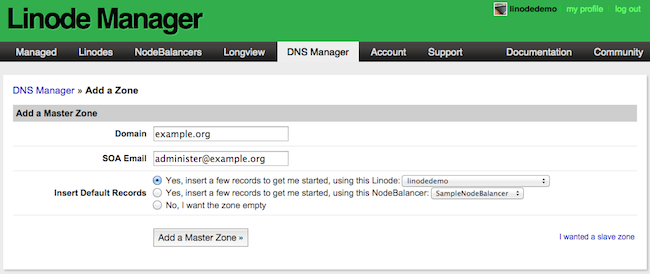 Linode Manager
linodedemo my profile log out
Managed Linodes NodeBalancers Longview DNS Manager Account Support Documentation Community
DNS Manager » Add a Zone
Add a Master Zone
Domain example.org
SOA Email administer@example.org
Insert Default Records
Yes, insert a few records to get me started, using this Linode: linodedemo
Yes, insert a few records to get me started, using this NodeBalancer: SampleNodeBalancer
No, I want the zone empty
Add a Master Zone »
I wanted a slave zone